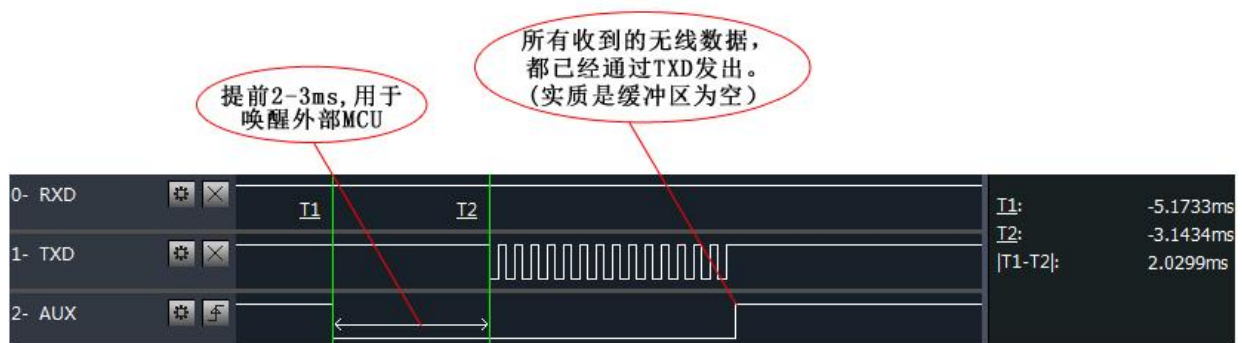 所有收到的无线数据，
都已经通过TXD发出。
(实质是缓冲区为空)
提前2-3ms,用于
唤醒外部MCU
0- RXD
T1
T2
1- TXD
2- AUX
T1: -5.1733ms
T2: -3.1434ms
|T1-T2|: 2.0299ms